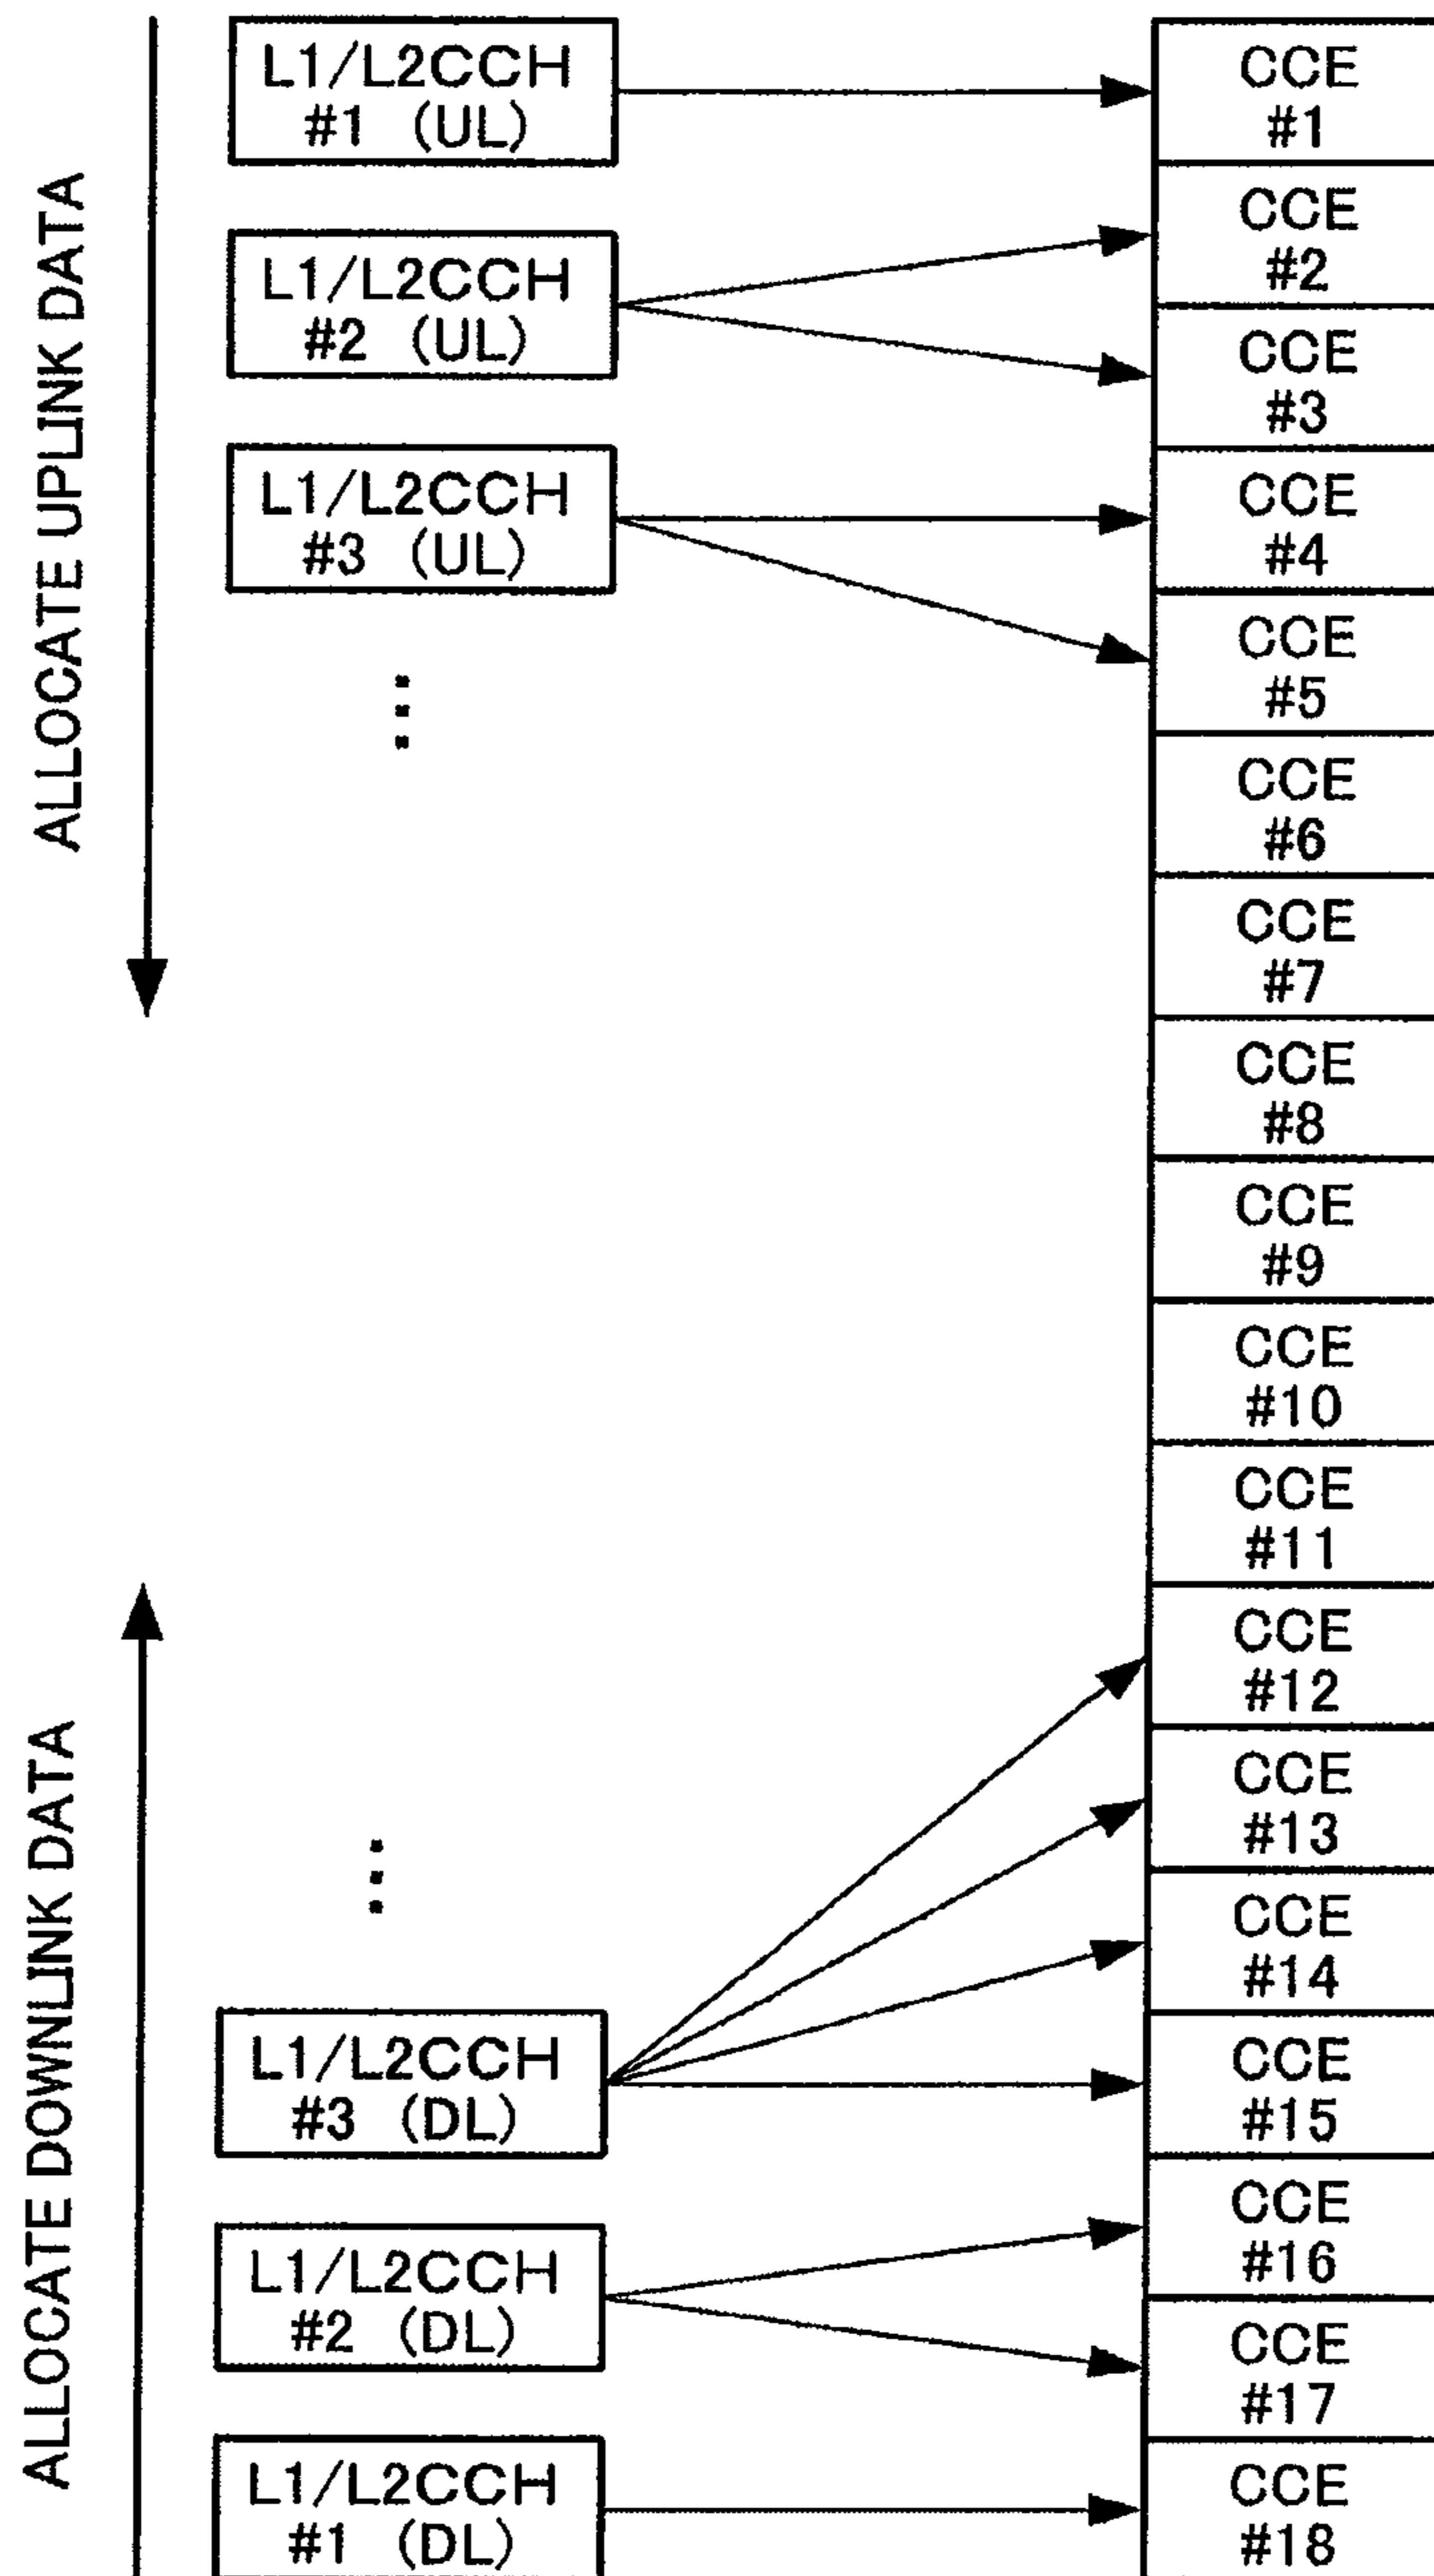 ALLOCATE UPLINK DATA
L1/L2CCH
#1 (UL)
L1/L2CCH
#2 (UL)
L1/L2CCH
#3 (UL)
ALLOCATE DOWNLINK DATA
L1/L2CCH
#3 (DL)
L1/L2CCH
#2 (DL)
L1/L2CCH
#1 (DL)
CCE
#1
CCE
#2
CCE
#3
CCE
#4
CCE
#5
CCE
#6
CCE
#7
CCE
#8
CCE
#9
CCE
#10
CCE
#11
CCE
#12
CCE
#13
CCE
#14
CCE
#15
CCE
#16
CCE
#17
CCE
#18